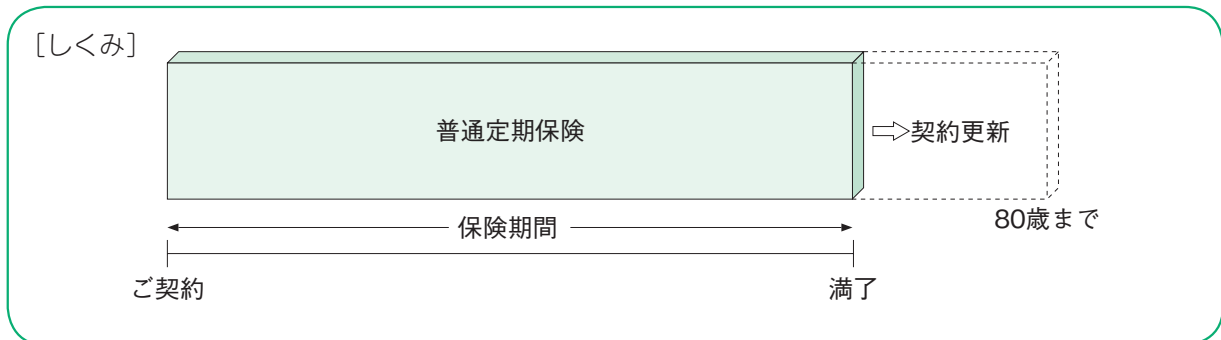 [しくみ]
普通定期保険
契約更新
80歳まで
保険期間
ご契約
満了